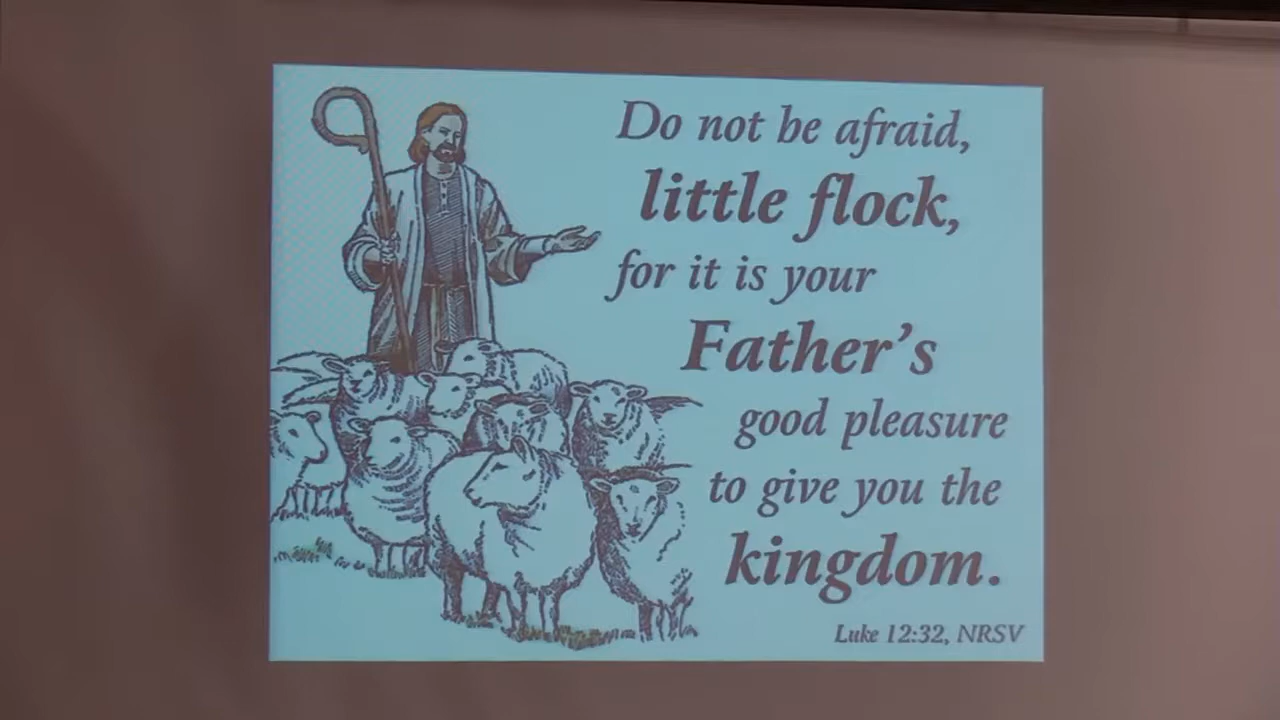 Do not be afraid,
little flock,
for it is your
Father's
good pleasure
to give you the
kingdom.
Luke 12:32, NRSV